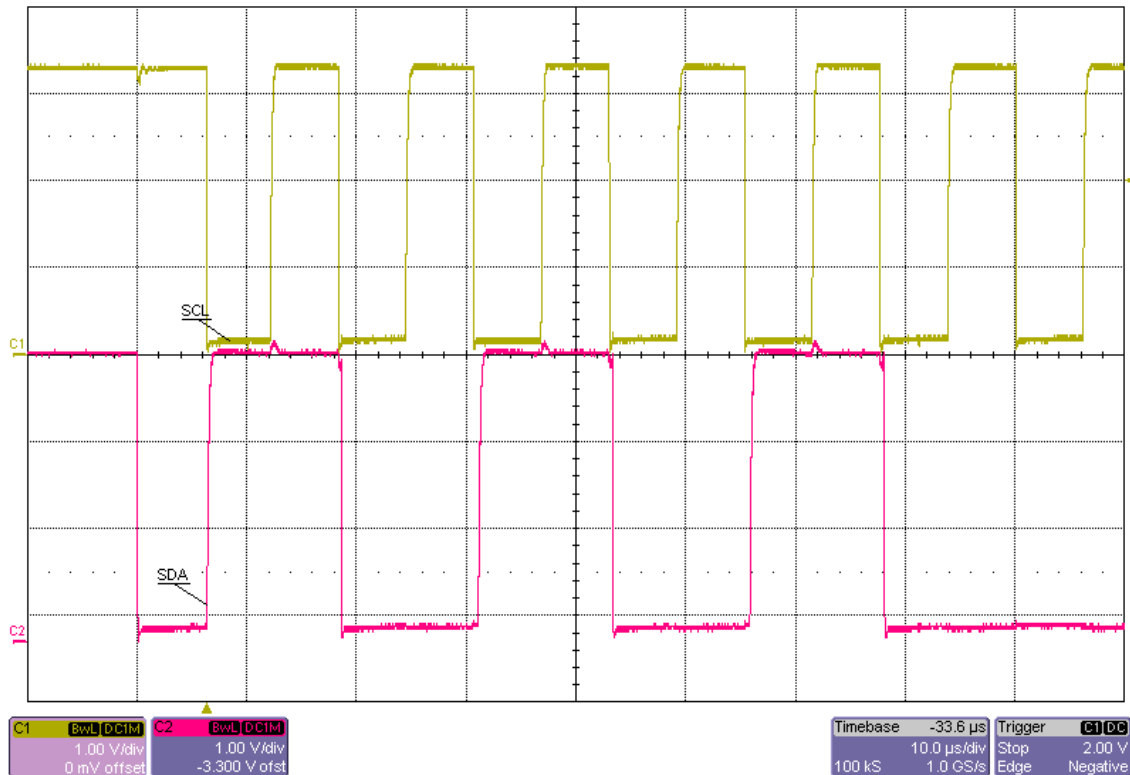 SCL
C1
SDA
C2
C1 BwL DC1M
1.00 V/div
0 mV offset
C2 BwL DC1M
1.00 V/div
-3.300 V ofst
Timebase -33.6 µs
10.0 µs/div
100 kS 1.0 GS/s
Trigger C1 DC
Stop 2.00 V
Edge Negative